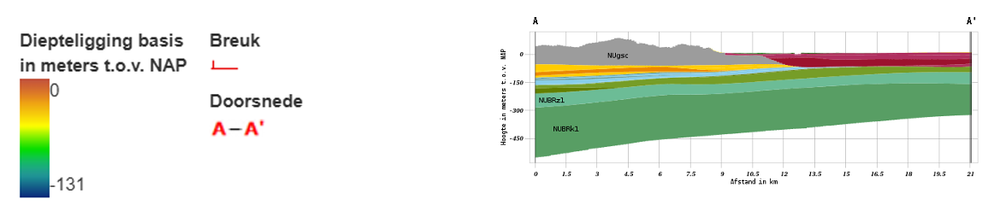 Diepteligging basis
in meters t.o.v. NAP
0
-131
Breuk
Doorsnede
A–A'
A
A'
Hoogte in meters t.o.v. NAP
0
-150
-300
-450
NUgsc
NUBRz1
NUBRk1
0 1.5 3 4.5 6 7.5 9 10.5 12 13.5 15 16.5 18 19.5 21
Afstand in km